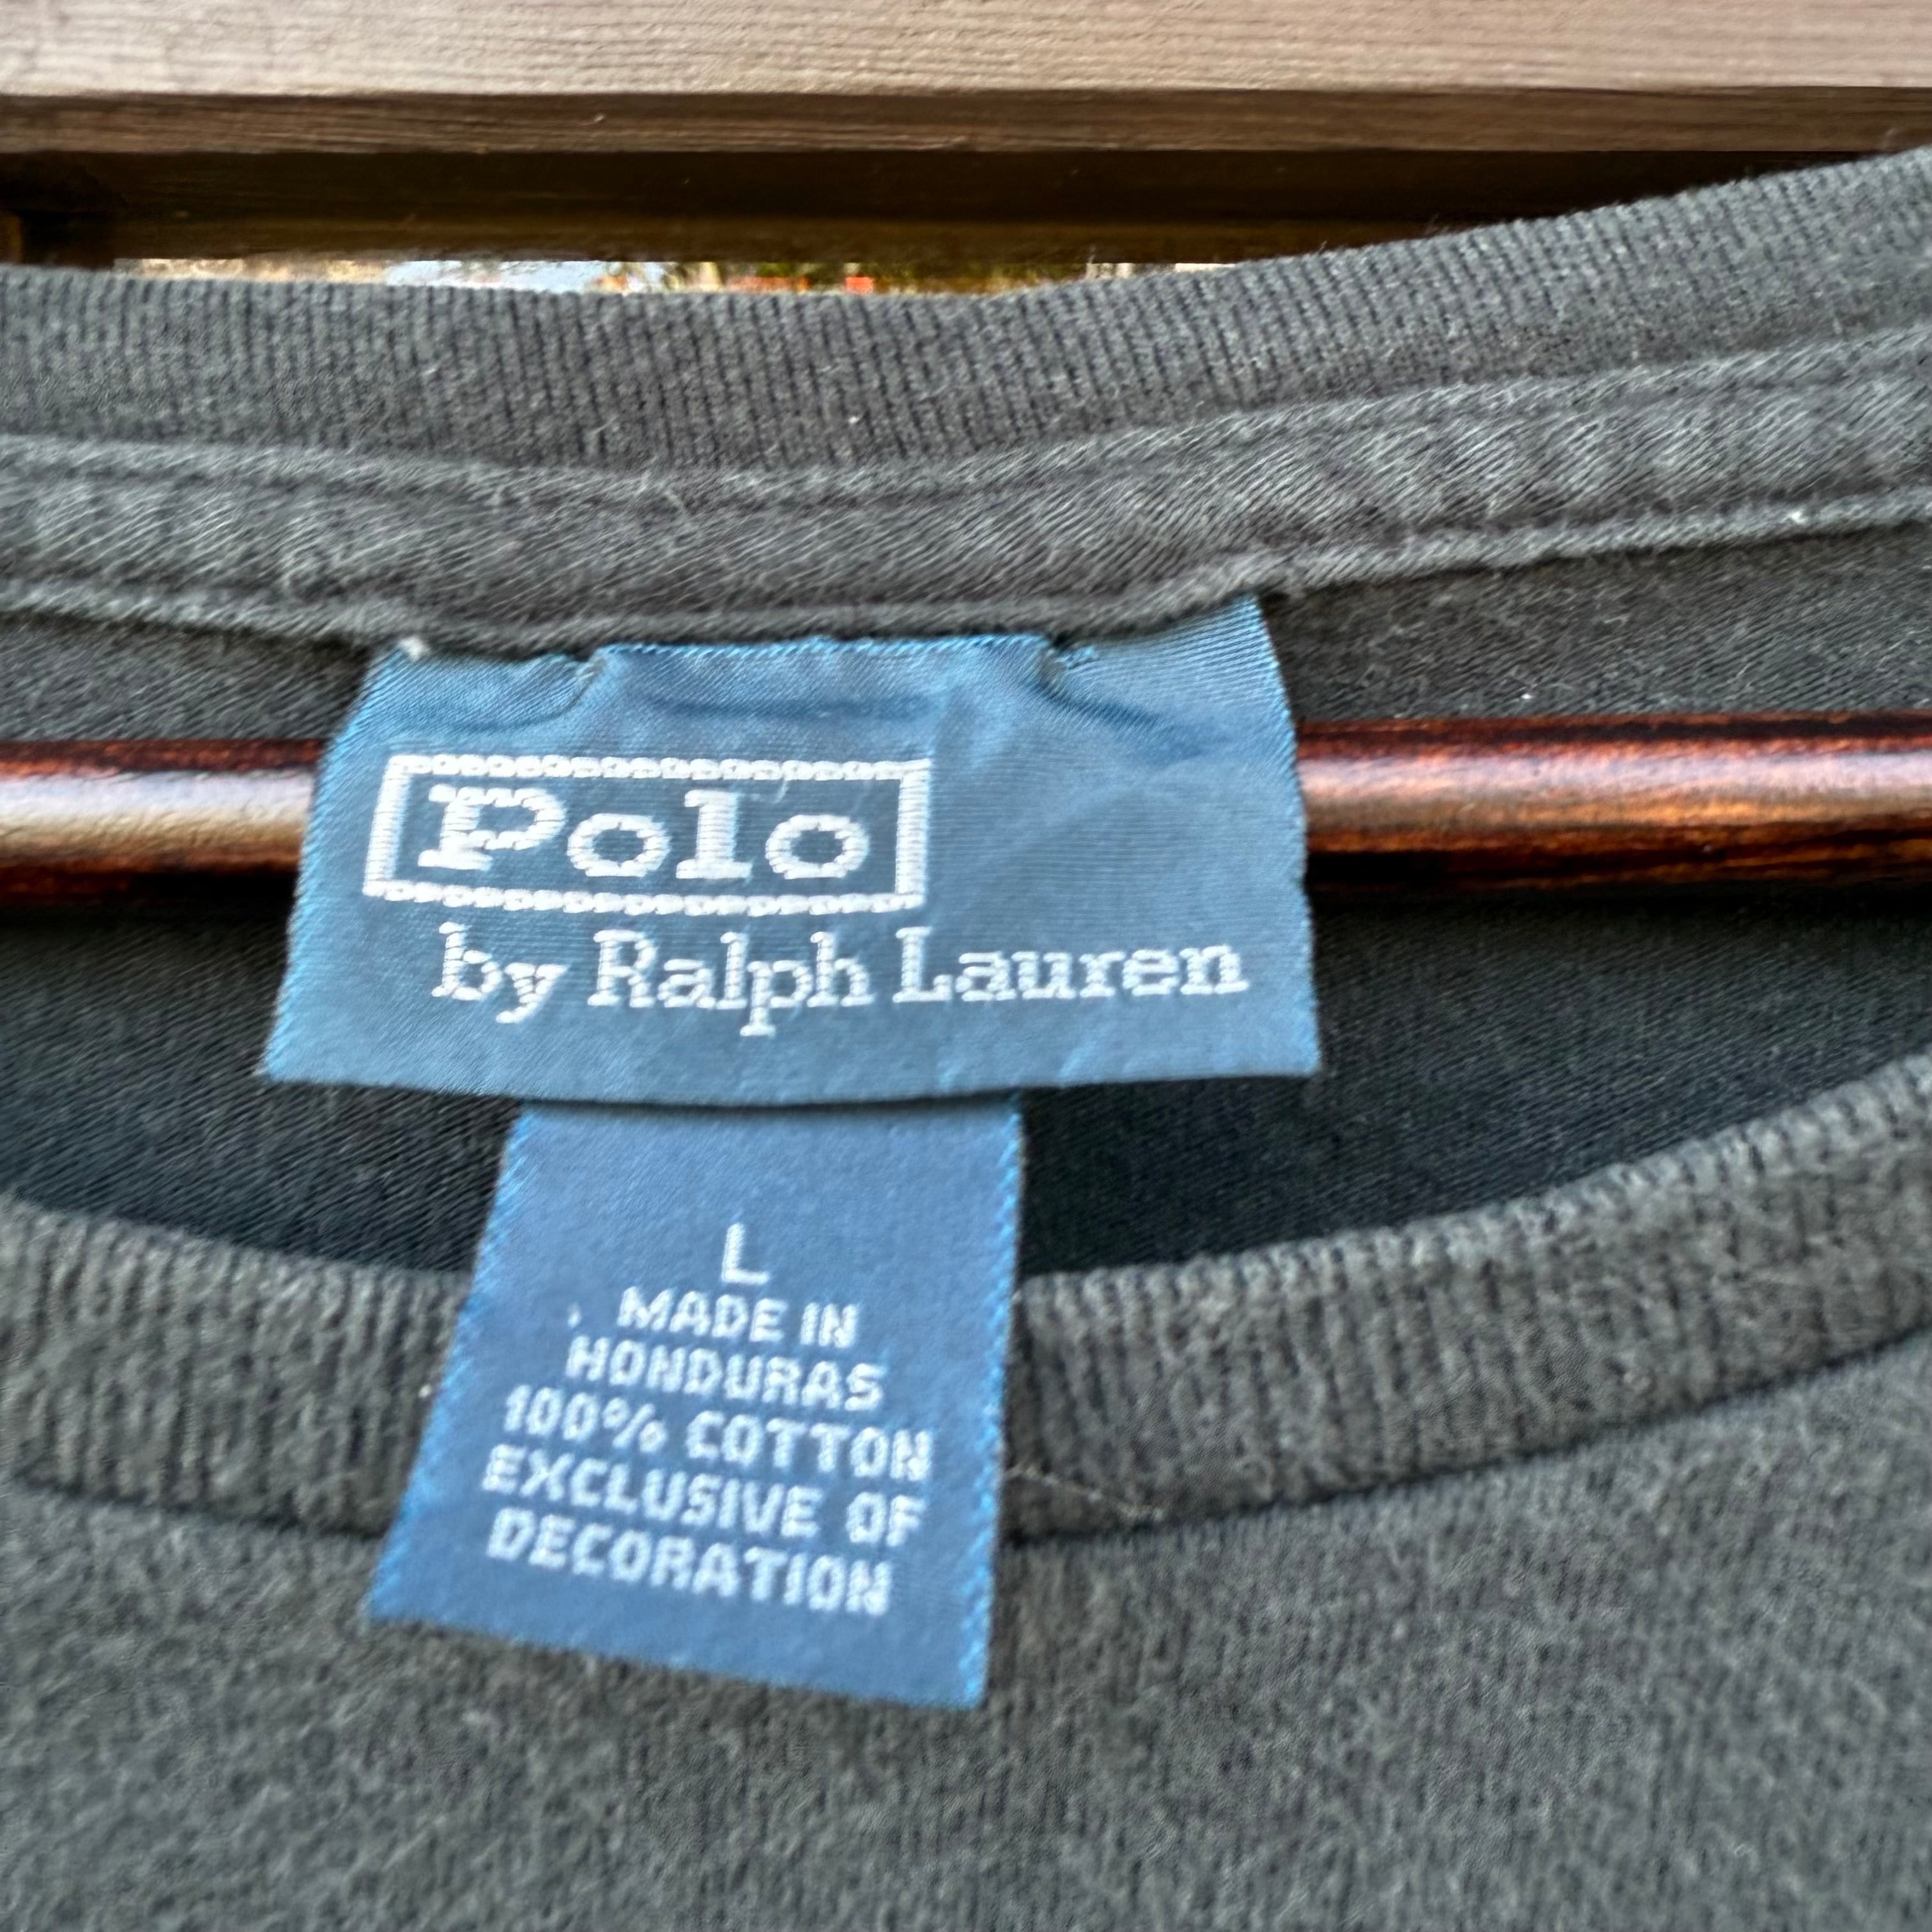 Polo
by Ralph Lauren
L
MADE IN
HONDURAS
100% COTTON
EXCLUSIVE OF
DECORATION